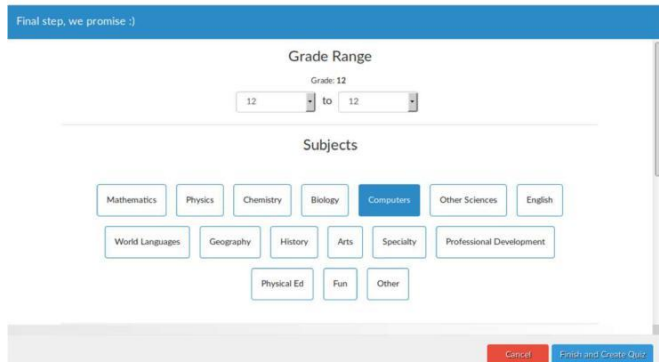 Final step, we promise :)
Grade Range
Grade: 12
12 to 12
Subjects
Mathematics Physics Chemistry Biology Computers Other Sciences English
World Languages Geography History Arts Specialty Professional Development
Physical Ed Fun Other
Cancel Finish and Create Quiz